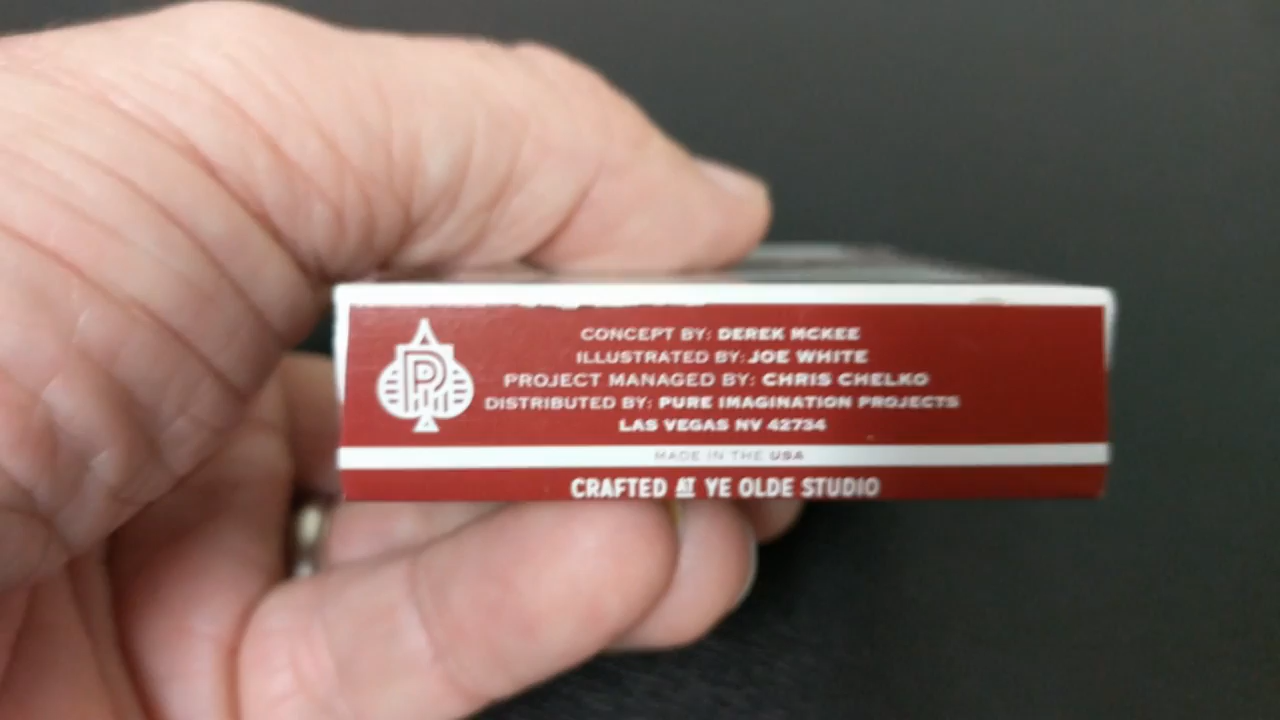 CONCEPT BY: DEREK MCKEE
ILLUSTRATED BY: JOE WHITE
PROJECT MANAGED BY: CHRIS CHELKO
DISTRIBUTED BY: PURE IMAGINATION PROJECTS
LAS VEGAS NV 42734
MADE IN THE USA
CRAFTED AT YE OLDE STUDIO